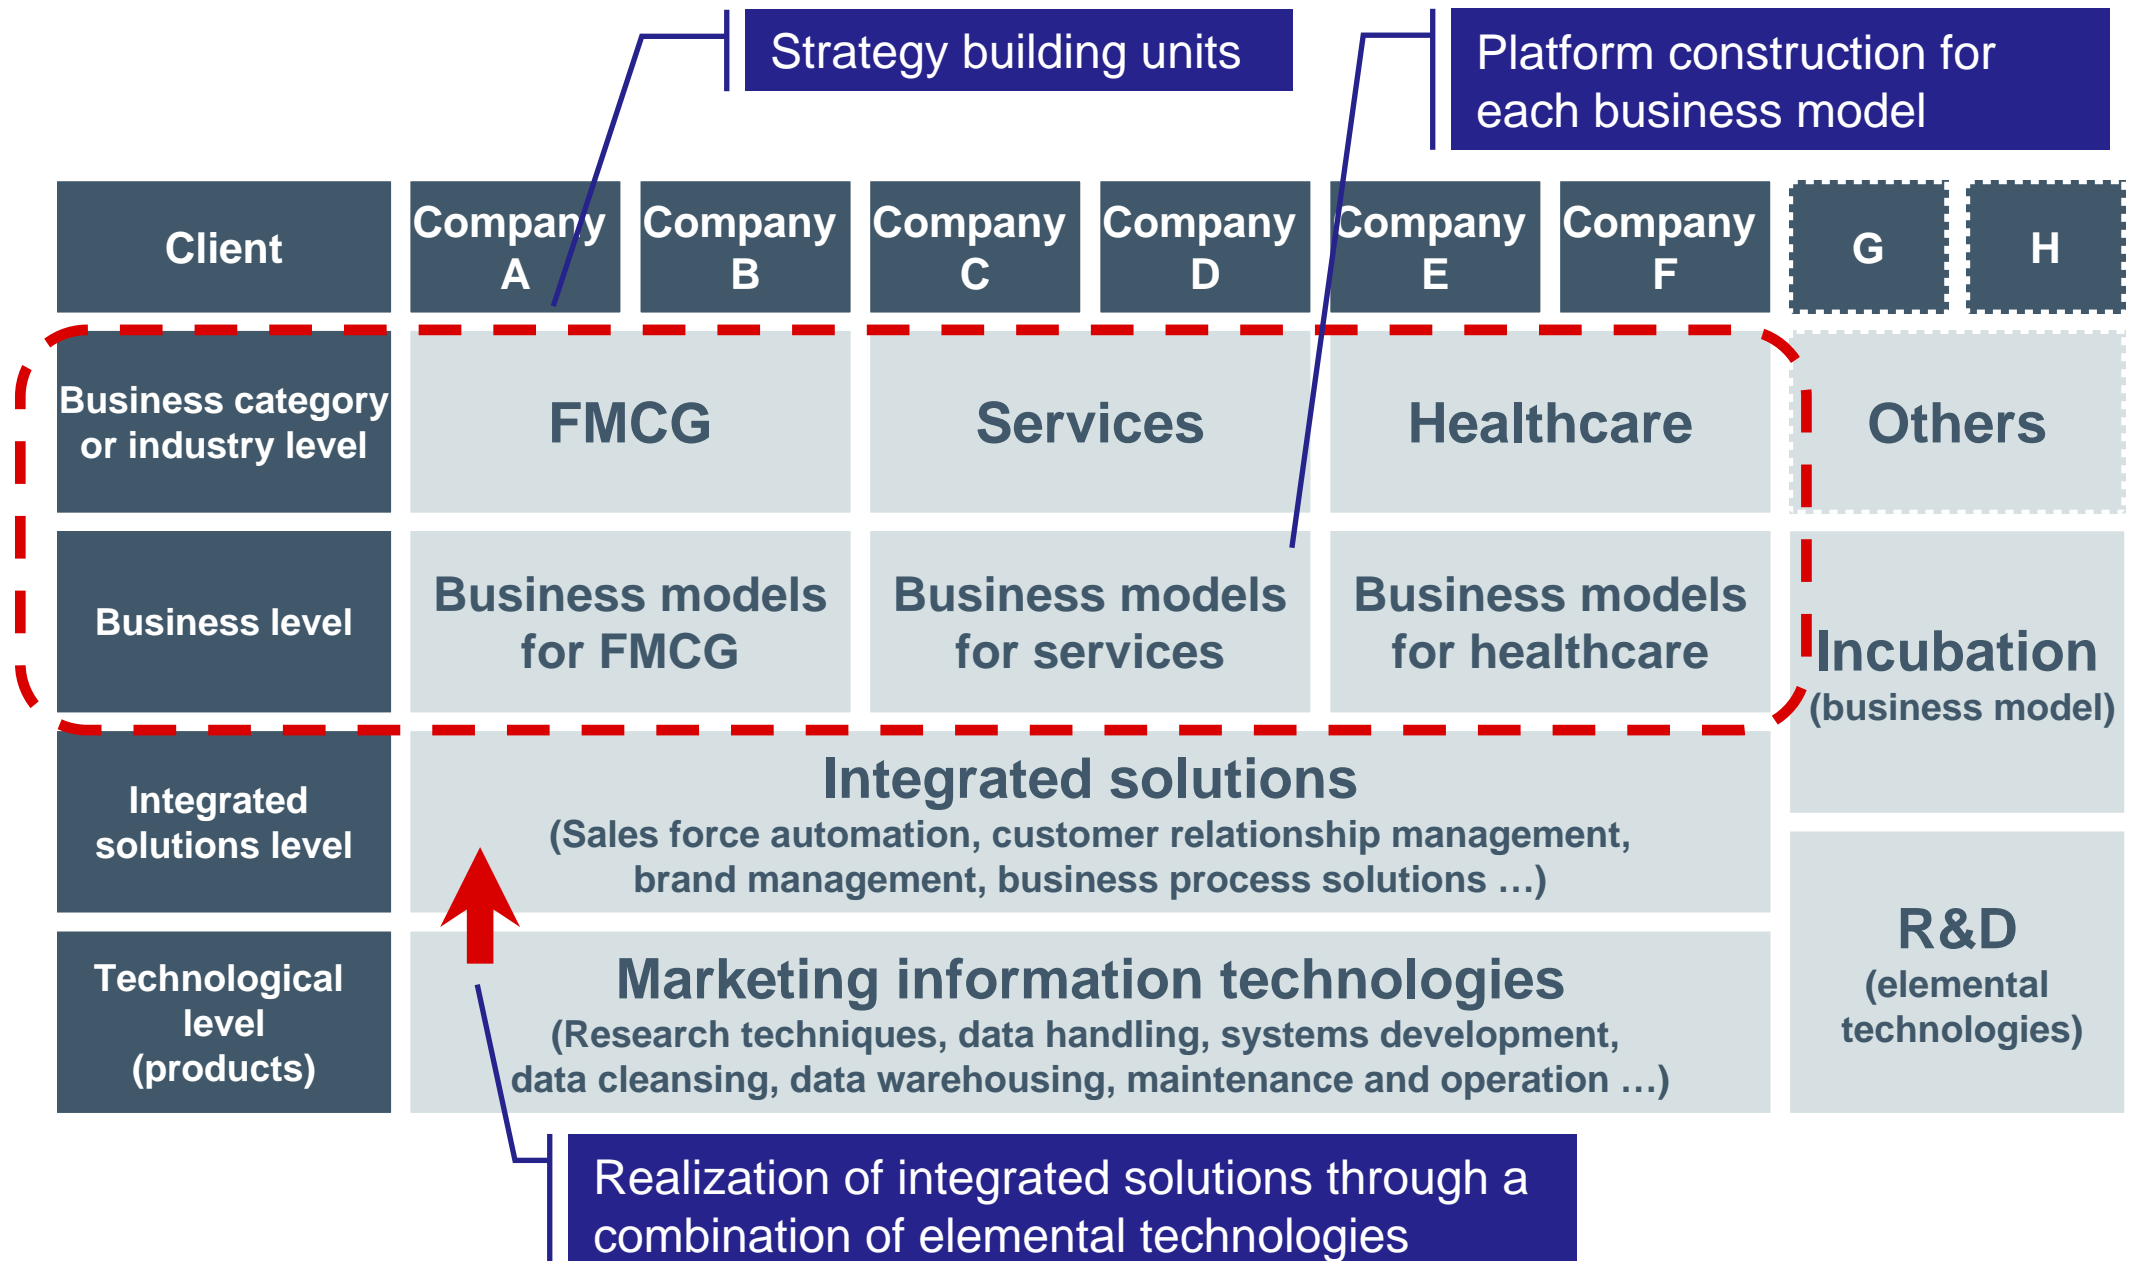 Strategy building units
Platform construction for
each business model
Client
Company
A
Company
B
Company
C
Company
D
Company
E
Company
F
G
H
Business category
or industry level
FMCG
Services
Healthcare
Others
Business level
Business models
for FMCG
Business models
for services
Business models
for healthcare
Incubation
(business model)
Integrated
solutions level
Integrated solutions
(Sales force automation, customer relationship management,
brand management, business process solutions …)
Technological
level
(products)
Marketing information technologies
(Research techniques, data handling, systems development,
data cleansing, data warehousing, maintenance and operation …)
R&D
(elemental
technologies)
Realization of integrated solutions through a
combination of elemental technologies